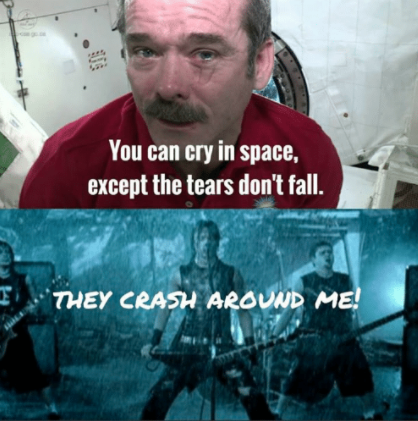 You can cry in space,
except the tears don't fall.
THEY CRASH AROUND ME!